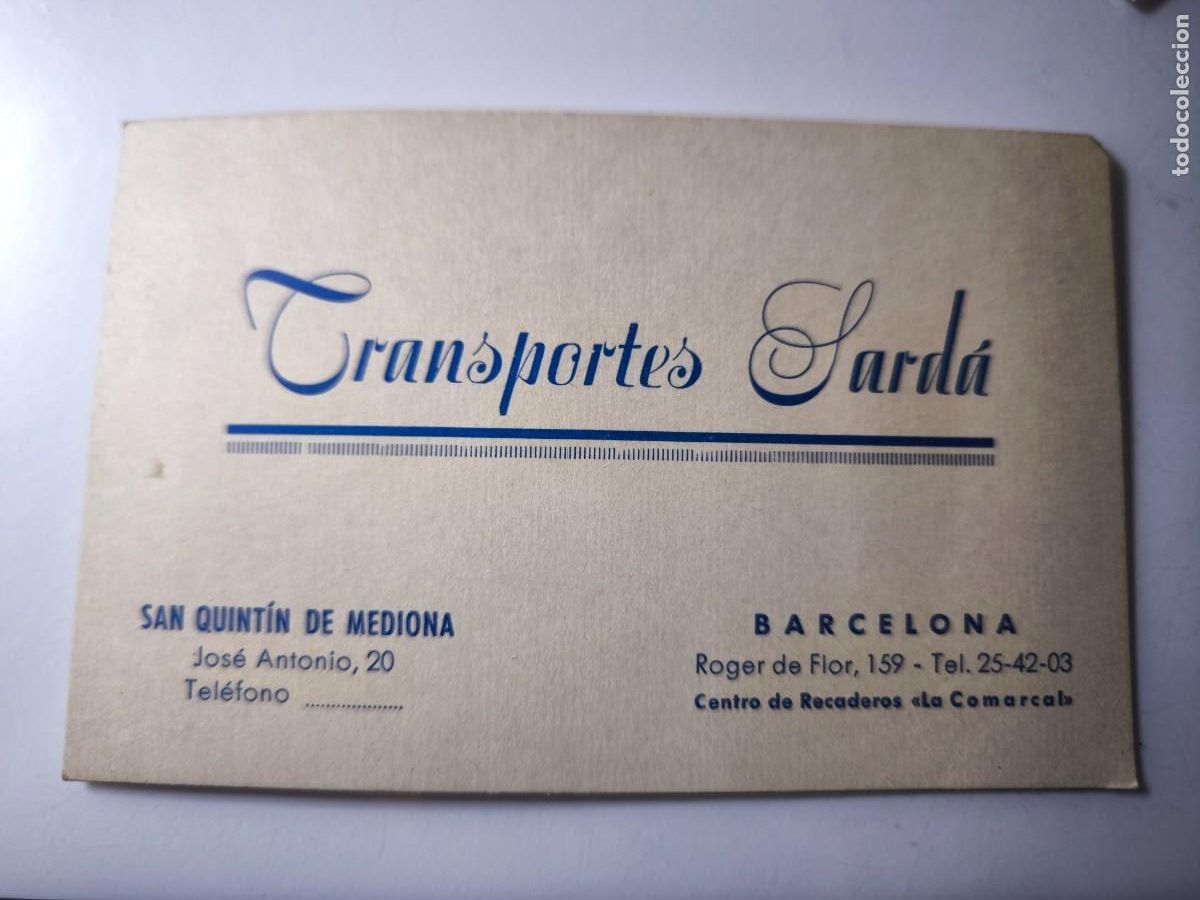 Transportes Sardá
SAN QUINTÍN DE MEDIONA
José Antonio, 20
Teléfono ....................
BARCELONA
Roger de Flor, 159 - Tel. 25-42-03
Centro de Recaderos «La Comarcal»
todocoleccion